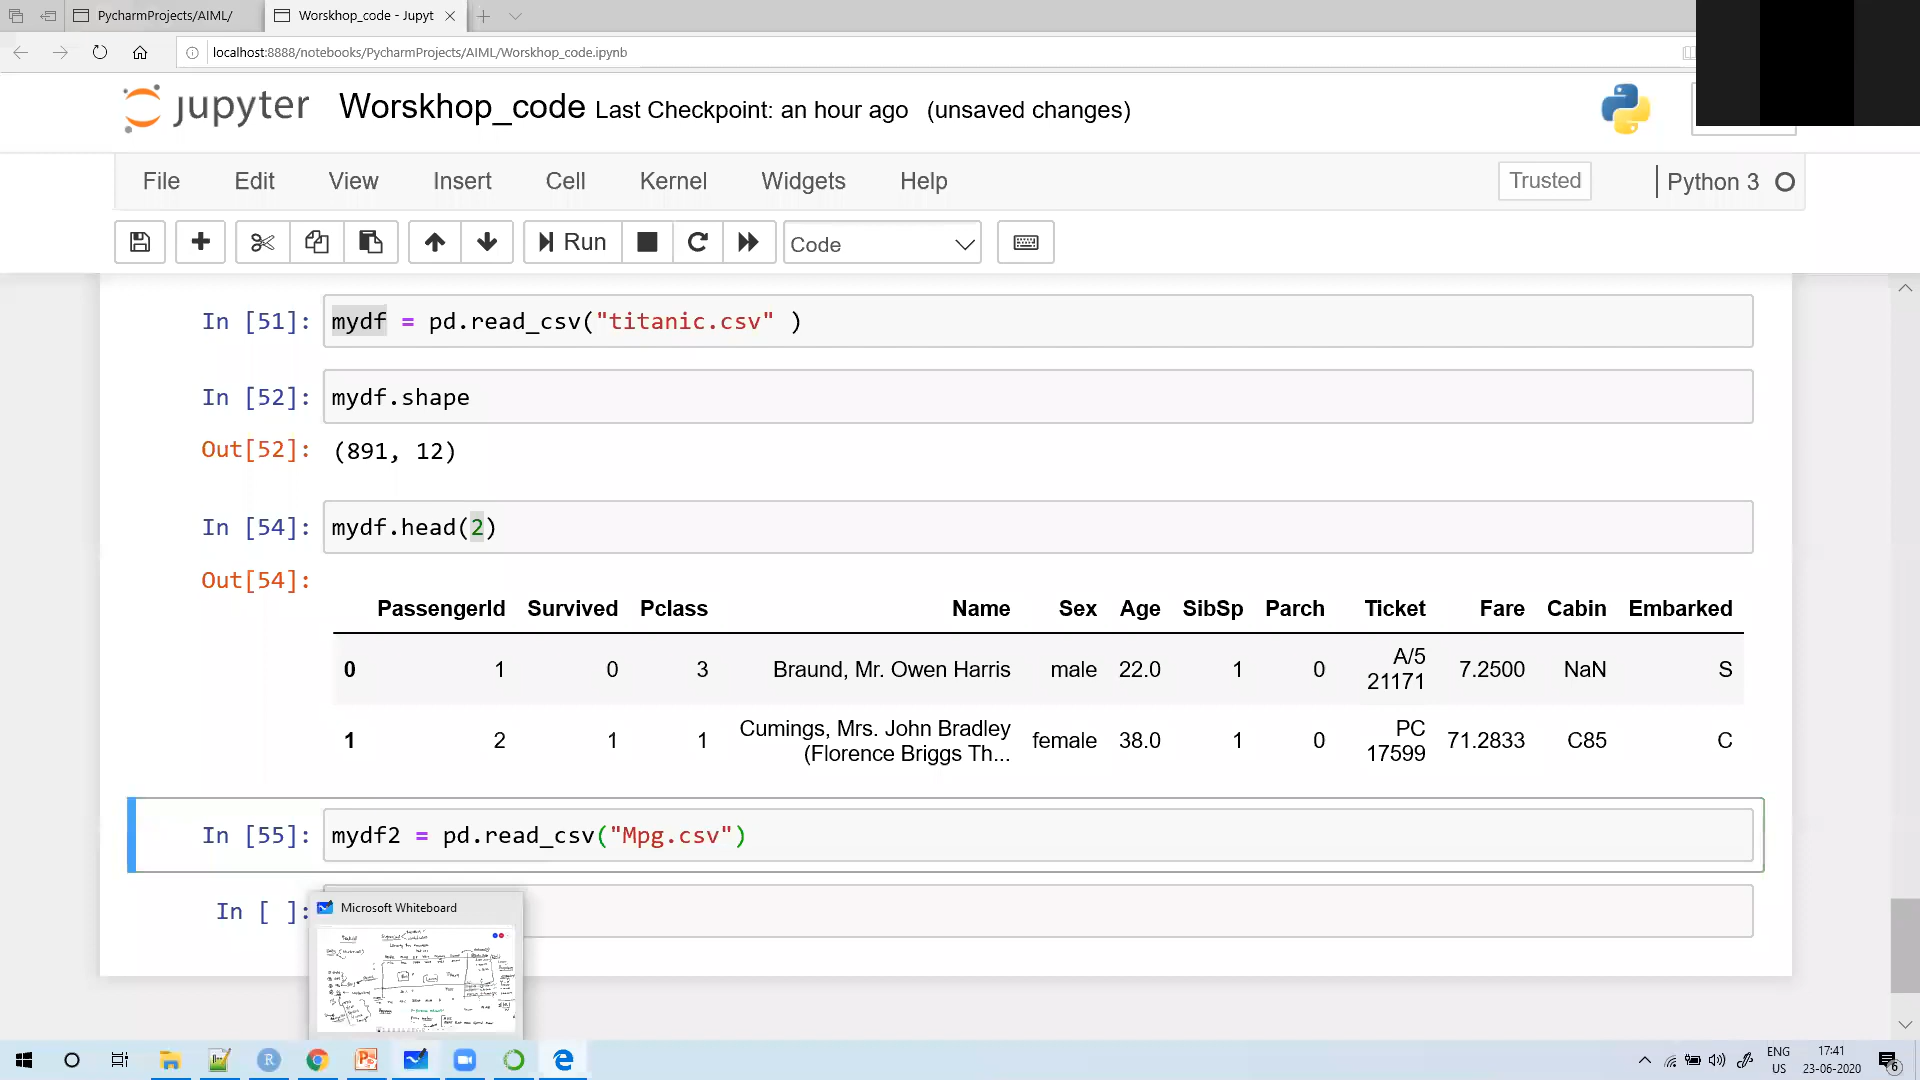 PycharmProjects/AIML/
Worskhop_code - Jupyt
localhost:8888/notebooks/PycharmProjects/AIML/Worskhop_code.ipynb
jupyter Worskhop_code Last Checkpoint: an hour ago (unsaved changes)
File Edit View Insert Cell Kernel Widgets Help Trusted Python 3
Run Code
In [51]: mydf = pd.read_csv("titanic.csv" )
In [52]: mydf.shape
Out[52]: (891, 12)
In [54]: mydf.head(2)
Out[54]:
PassengerId Survived Pclass Name Sex Age SibSp Parch Ticket Fare Cabin Embarked
0 1 0 3 Braund, Mr. Owen Harris male 22.0 1 0 A/5 21171 7.2500 NaN S
1 2 1 1 Cumings, Mrs. John Bradley (Florence Briggs Th... female 38.0 1 0 PC 17599 71.2833 C85 C
In [55]: mydf2 = pd.read_csv("Mpg.csv")
In [ ]:
Microsoft Whiteboard
ENG
US
17:41
23-06-2020
6